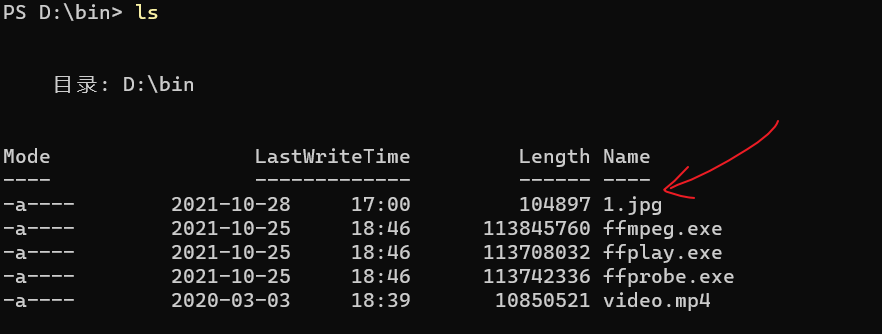 PS D:\bin> ls
目录: D:\bin
Mode                 LastWriteTime         Length Name
----                 -------------         ------ ----
-a----        2021-10-28     17:00         104897 1.jpg
-a----        2021-10-25     18:46      113845760 ffmpeg.exe
-a----        2021-10-25     18:46      113708032 ffplay.exe
-a----        2021-10-25     18:46      113742336 ffprobe.exe
-a----        2020-03-03     18:39       10850521 video.mp4